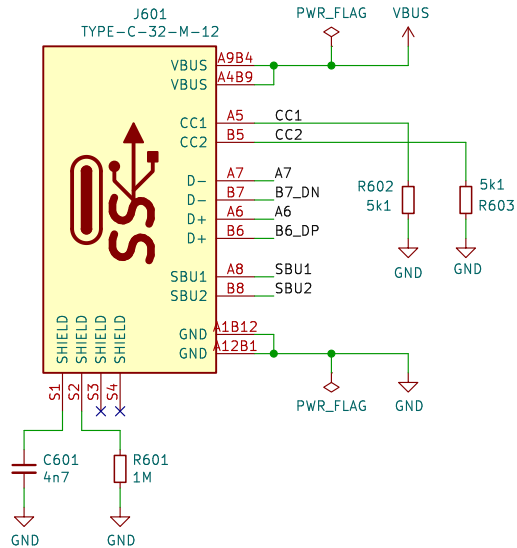 J601
TYPE-C-32-M-12
PWR_FLAG
VBUS
VBUS A9B4
VBUS A4B9
CC1 A5 CC1
CC2 B5 CC2
D- A7 A7
D- B7 B7_DN
D+ A6 A6
D+ B6 B6_DP
SBU1 A8 SBU1
SBU2 B8 SBU2
GND A1B12
GND A12B1
SS
R602
5k1
GND
5k1
R603
GND
SHIELD SHIELD SHIELD SHIELD
S1 S2 S3 S4
PWR_FLAG
GND
C601
4n7
GND
R601
1M
GND